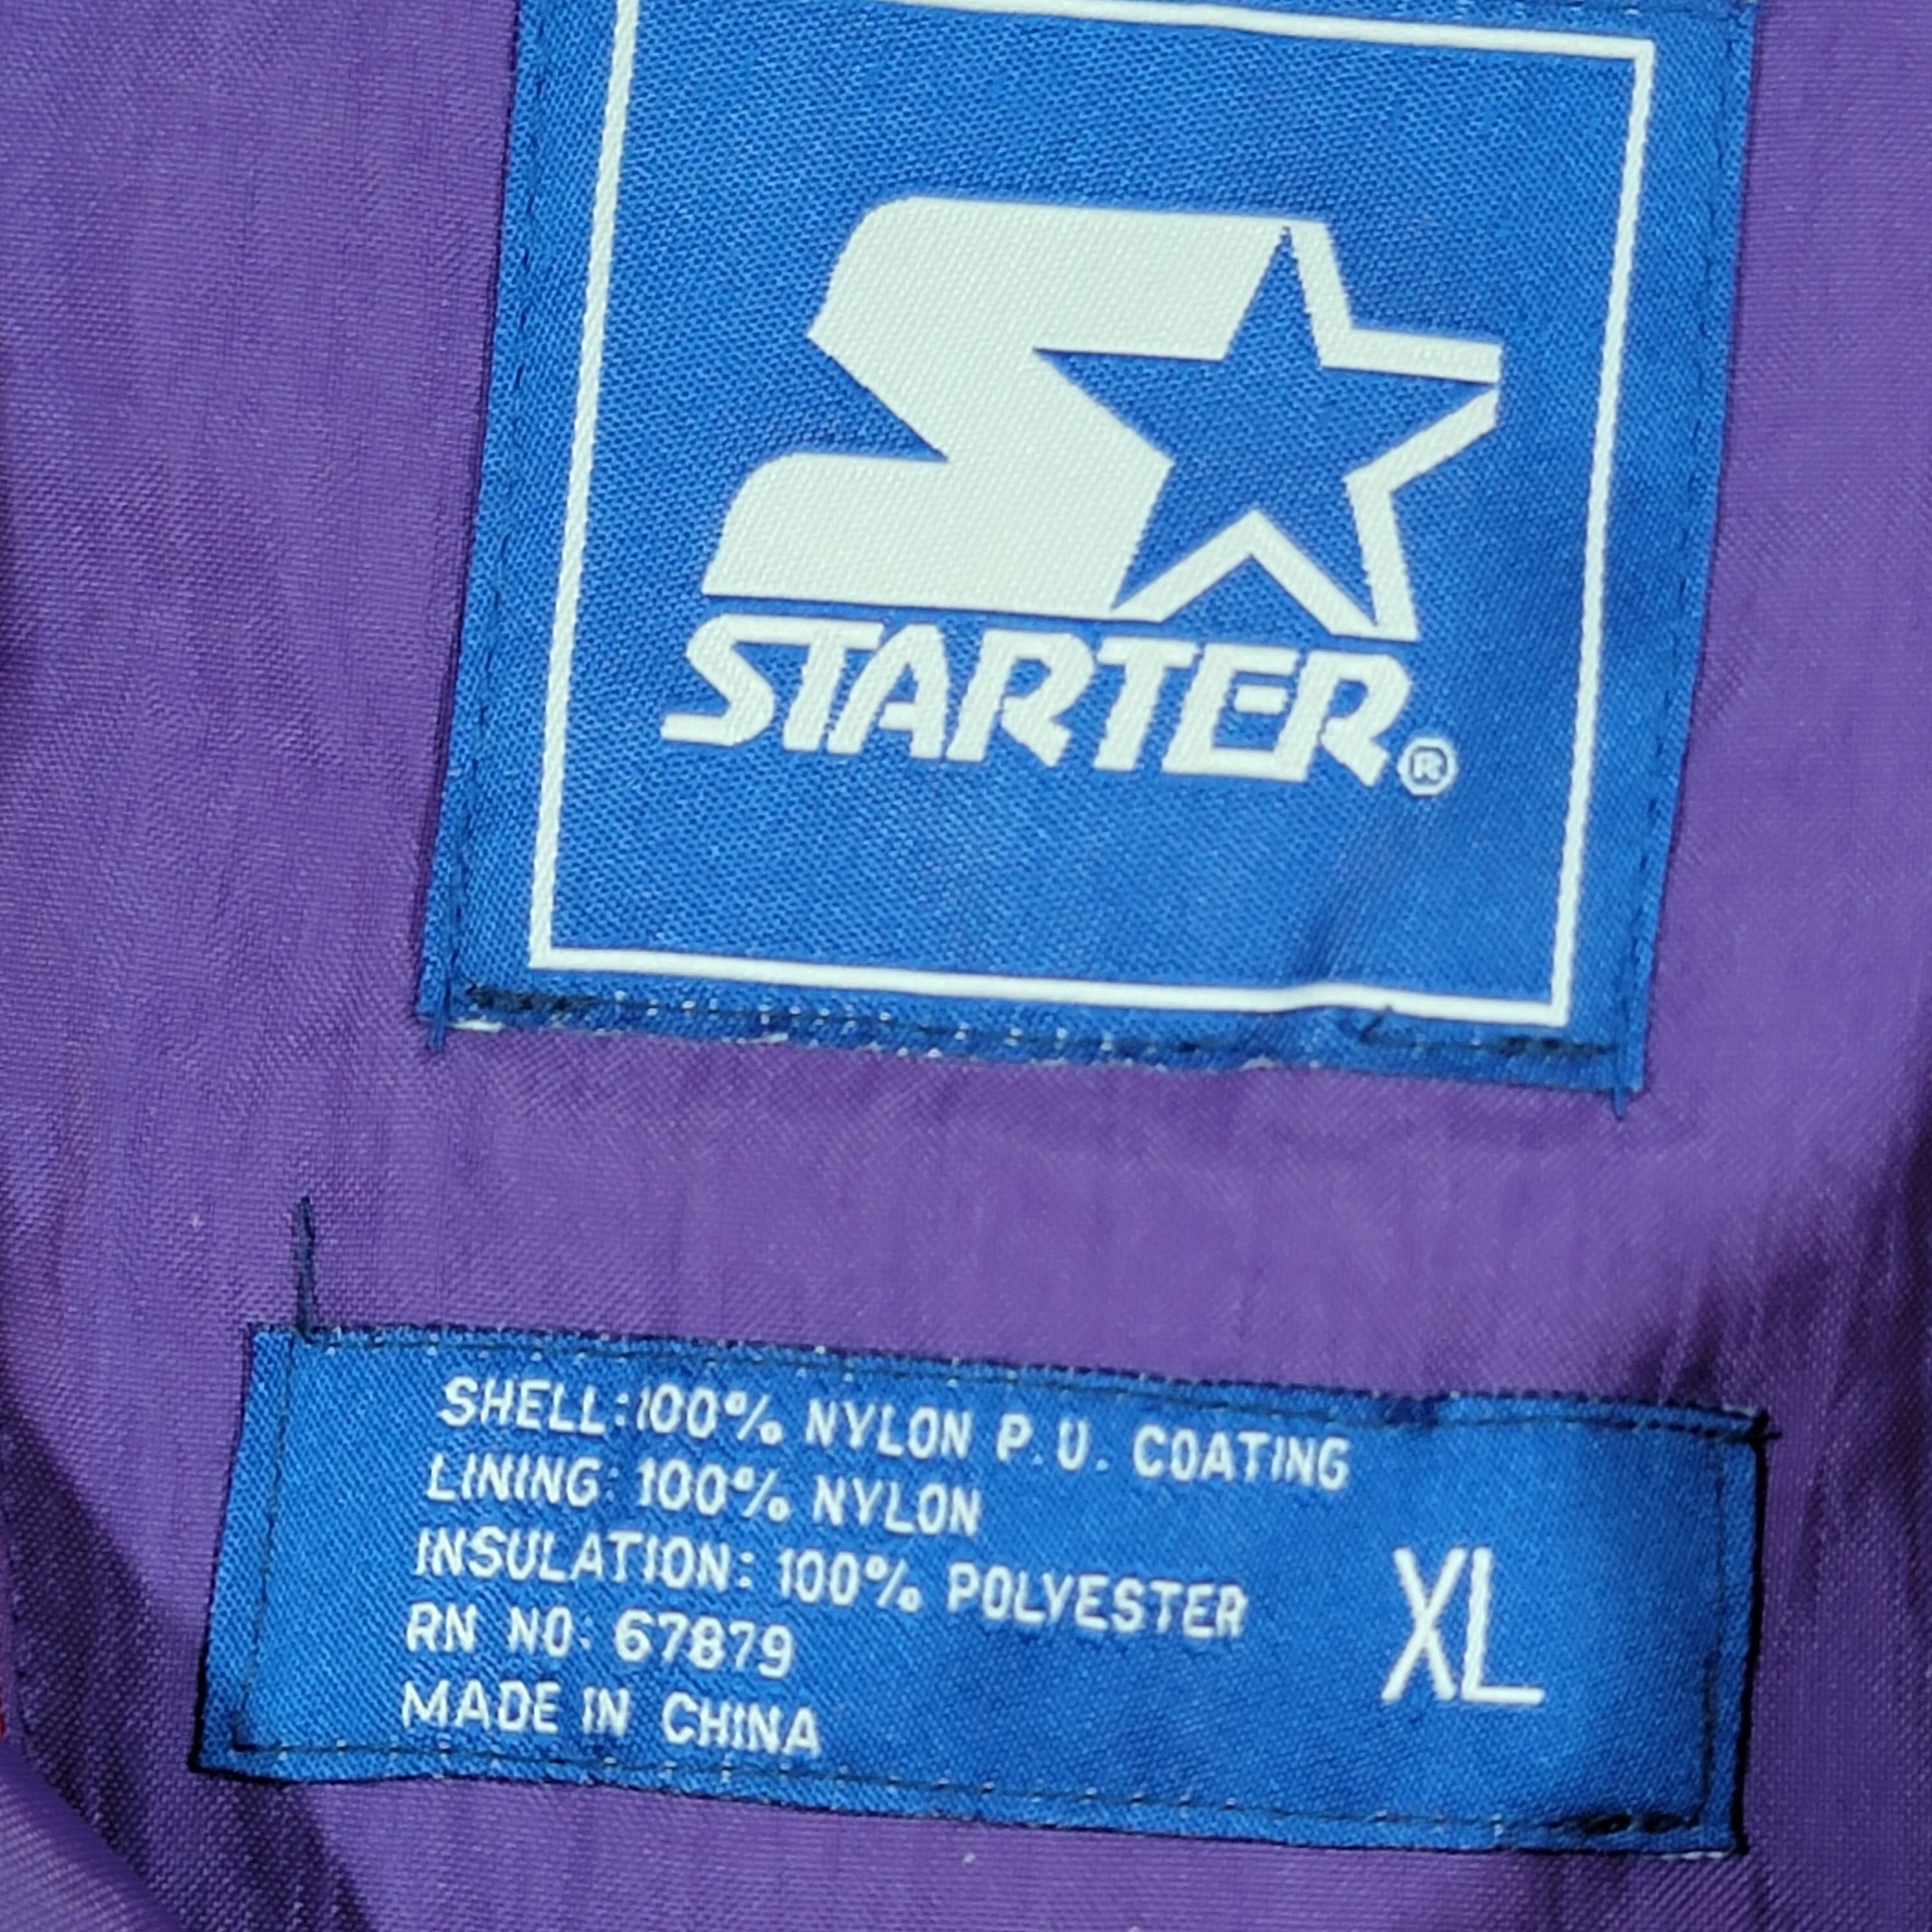 STARTER®
SHELL:100% NYLON P.U. COATING
LINING: 100% NYLON
INSULATION: 100% POLYESTER
RN NO: 67879
MADE IN CHINA
XL